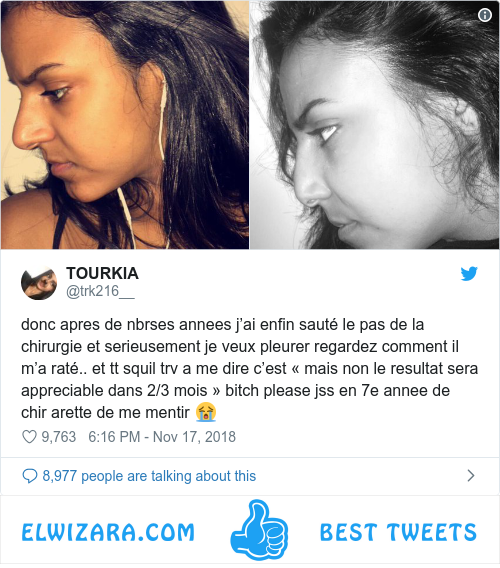 TOURKIA
@trk216__
donc apres de nbrses annees j’ai enfin sauté le pas de la
chirurgie et serieusement je veux pleurer regardez comment il
m’a raté.. et tt squil trv a me dire c’est « mais non le resultat sera
appreciable dans 2/3 mois » bitch please jss en 7e annee de
chir arette de me mentir 😭
9,763 6:16 PM - Nov 17, 2018
8,977 people are talking about this
ELWIZARA.COM BEST TWEETS